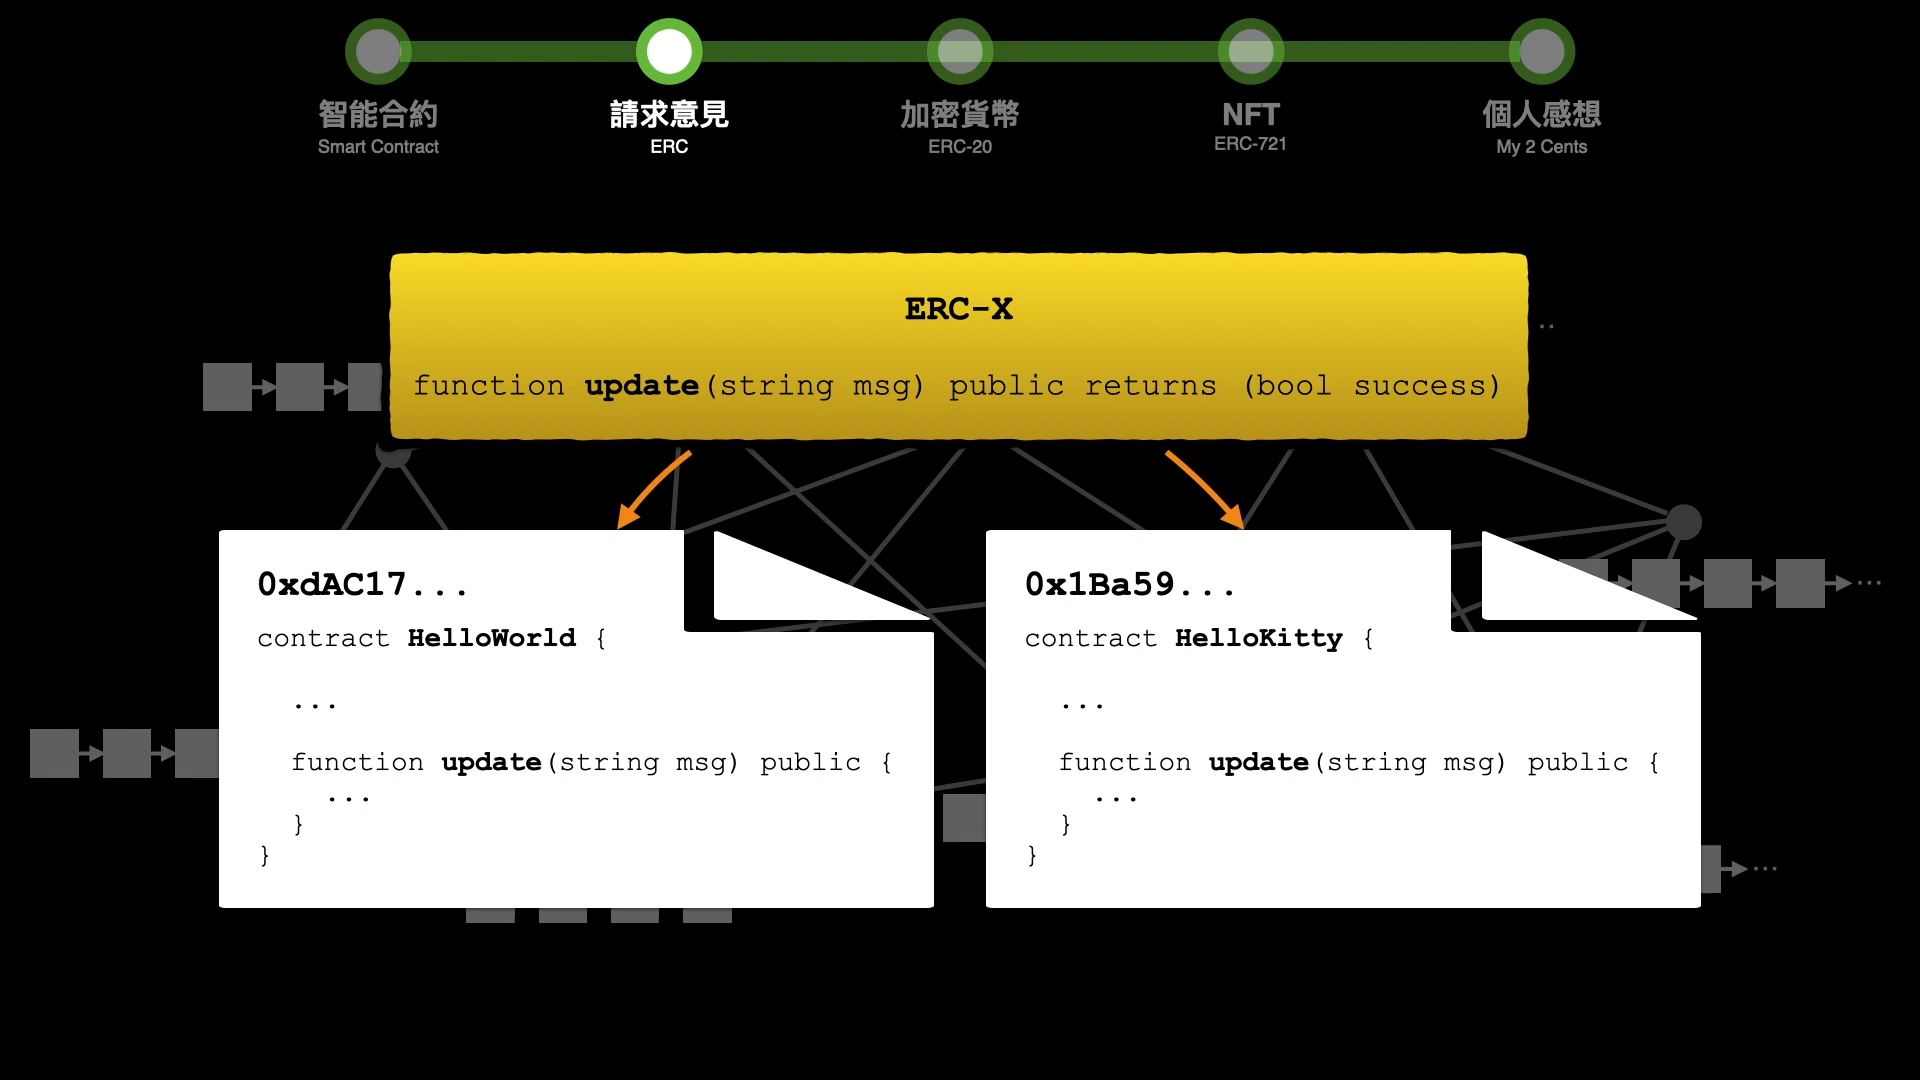 智能合約
Smart Contract
請求意見
ERC
加密貨幣
ERC-20
NFT
ERC-721
個人感想
My 2 Cents
ERC-X
function update(string msg) public returns (bool success)
0xdAC17...
contract HelloWorld {
...
function update(string msg) public {
...
}
}
0x1Ba59...
contract HelloKitty {
...
function update(string msg) public {
...
}
}